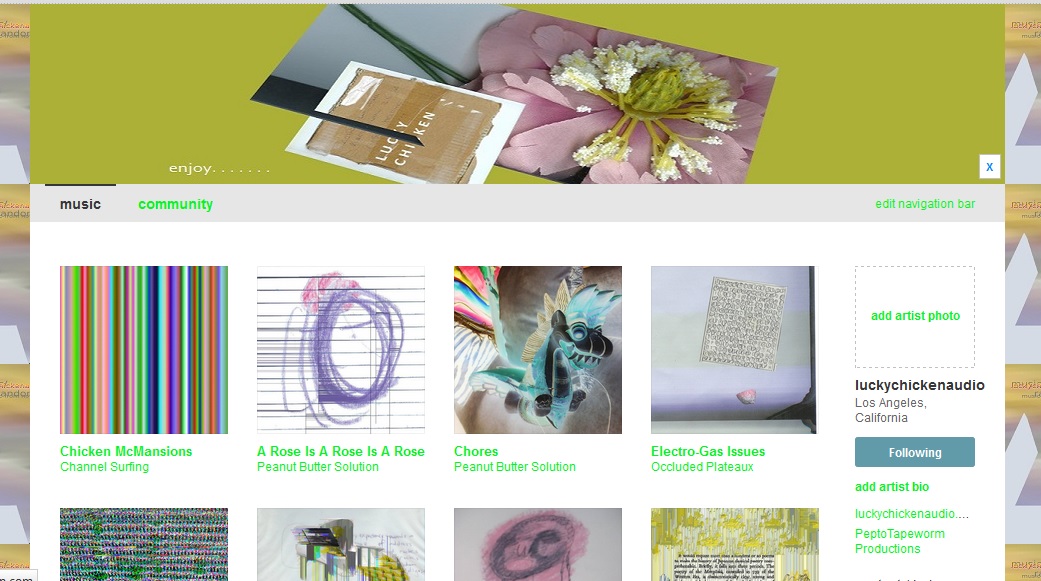 LUCKY
CHICKEN
enjoy. . . . . . .
X
music
community
edit navigation bar
add artist photo
luckychickenaudio
Los Angeles,
California
Following
add artist bio
luckychickenaudio....
PeptoTapeworm
Productions
Chicken McMansions
Channel Surfing
A Rose Is A Rose Is A Rose
Peanut Butter Solution
Chores
Peanut Butter Solution
Electro-Gas Issues
Occluded Plateaux